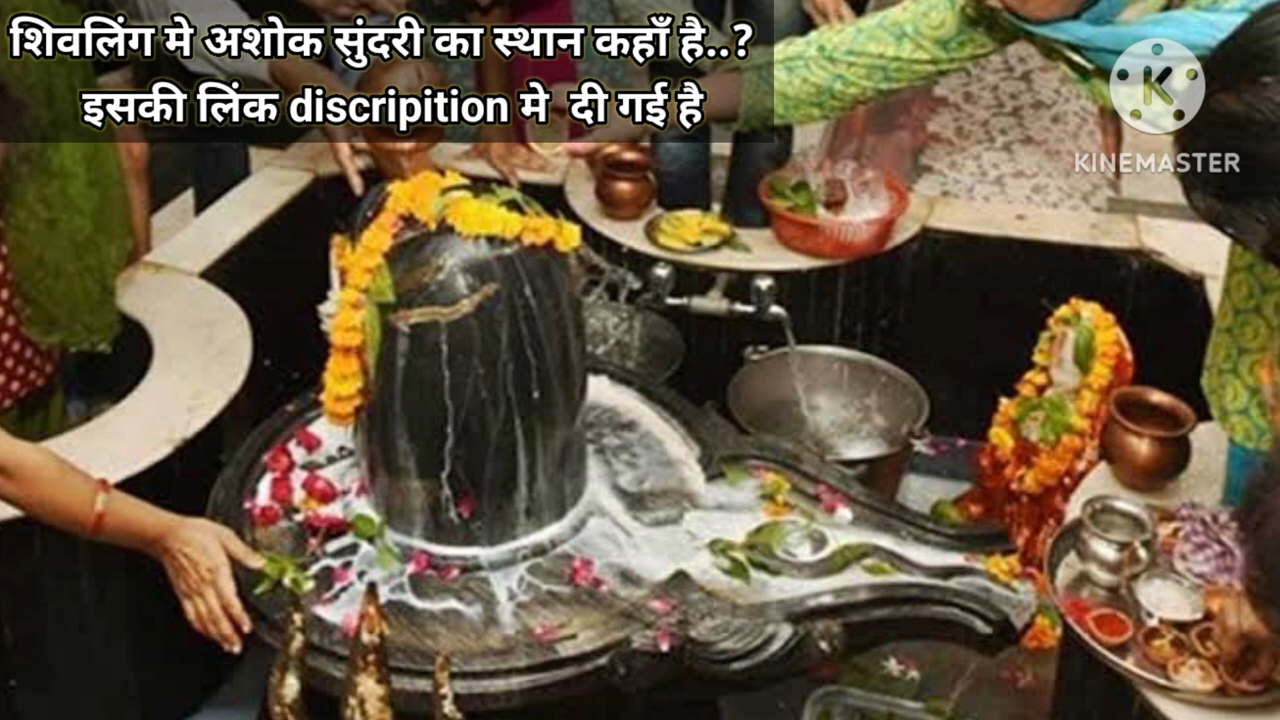 शिवलिंग मे अशोक सुंदरी का स्थान कहाँ है..?
इसकी लिंक discripition मे दी गई है
KINEMASTER